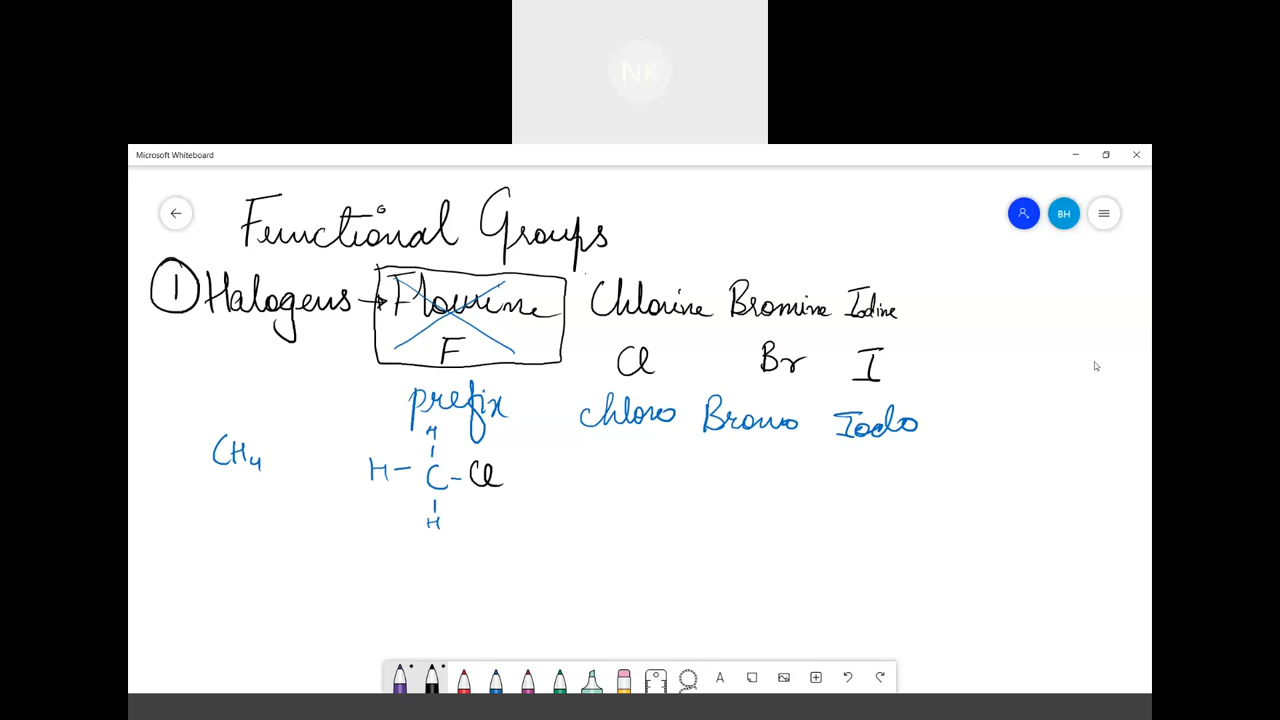 NK
Microsoft Whiteboard
BH
Functional Groups
① Halogens → Flourine Chlorine Bromine Iodine
F Cl Br I
prefix chloro Bromo Iodo
H
CH4 H - C - Cl
H
A